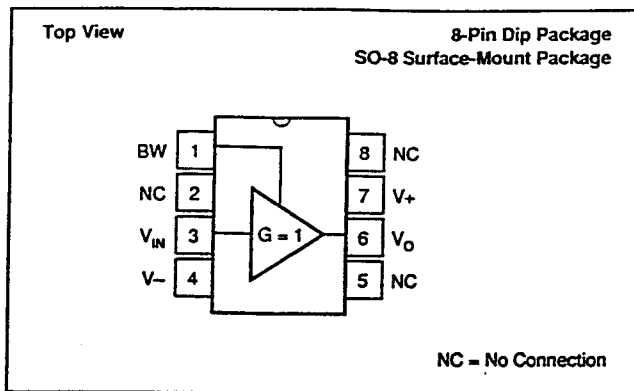 Top View
8-Pin Dip Package
SO-8 Surface-Mount Package
BW 1 8 NC
NC 2 7 V+
VIN 3 G = 1 6 VO
V– 4 5 NC
NC = No Connection